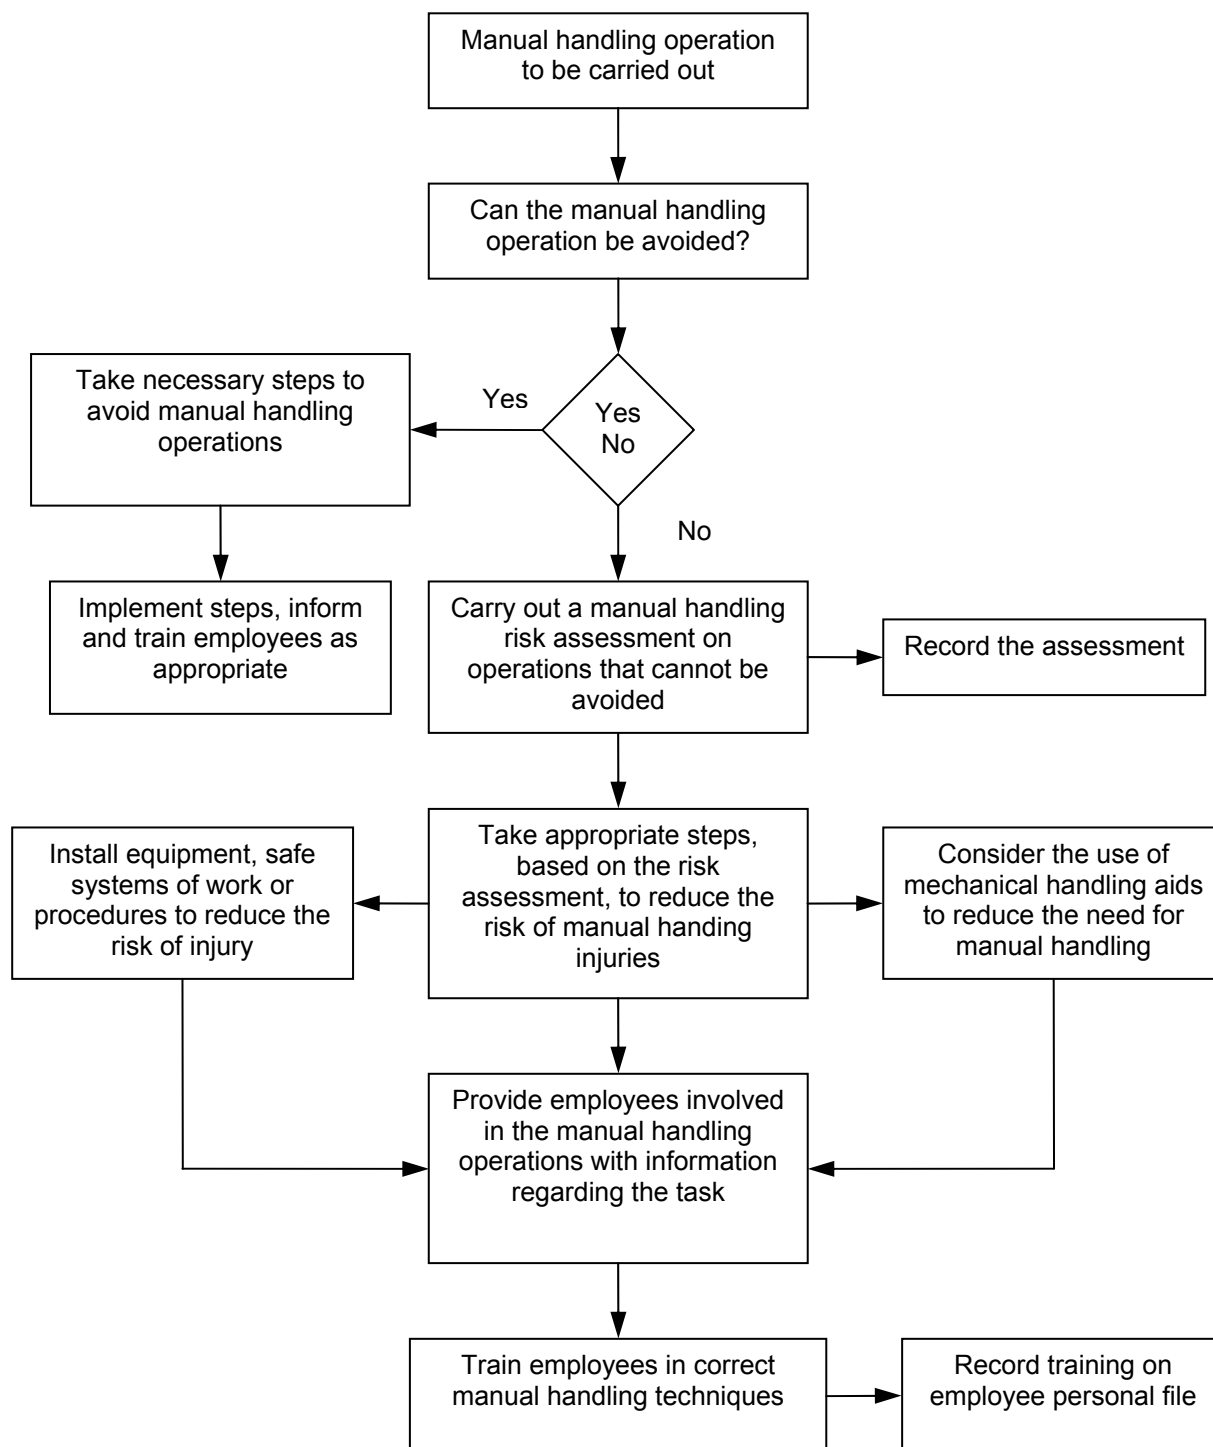 Manual handling operation
to be carried out
Can the manual handling
operation be avoided?
Take necessary steps to
avoid manual handling
operations
Yes
Yes
No
No
Implement steps, inform
and train employees as
appropriate
Carry out a manual handling
risk assessment on
operations that cannot be
avoided
Record the assessment
Install equipment, safe
systems of work or
procedures to reduce the
risk of injury
Take appropriate steps,
based on the risk
assessment, to reduce the
risk of manual handing
injuries
Consider the use of
mechanical handling aids
to reduce the need for
manual handling
Provide employees involved
in the manual handling
operations with information
regarding the task
Train employees in correct
manual handling techniques
Record training on
employee personal file